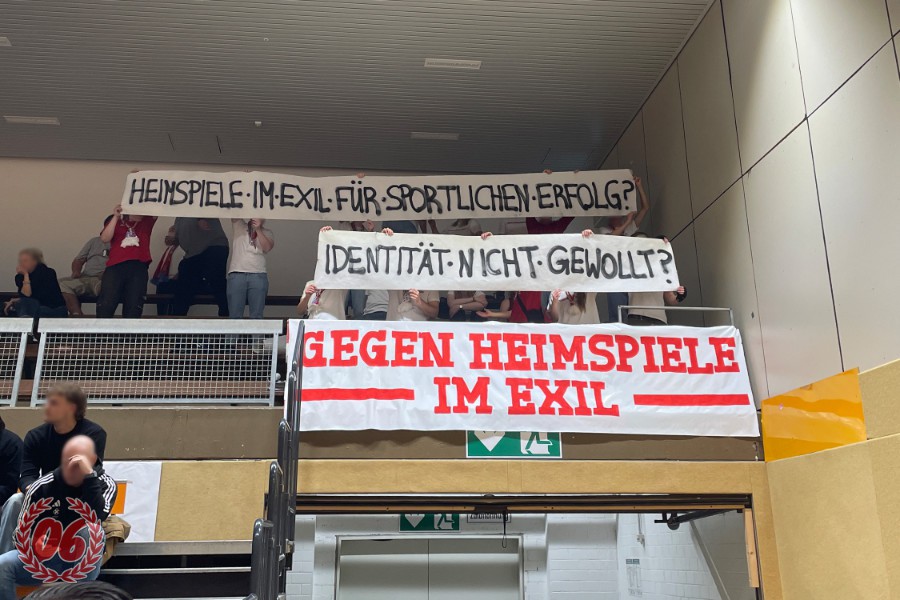 HEIMSPIELE·IM·EXIL·FÜR·SPORTLICHEN·ERFOLG?
IDENTITÄT·NICHT·GEWOLLT?
GEGEN HEIMSPIELE
IM EXIL
06